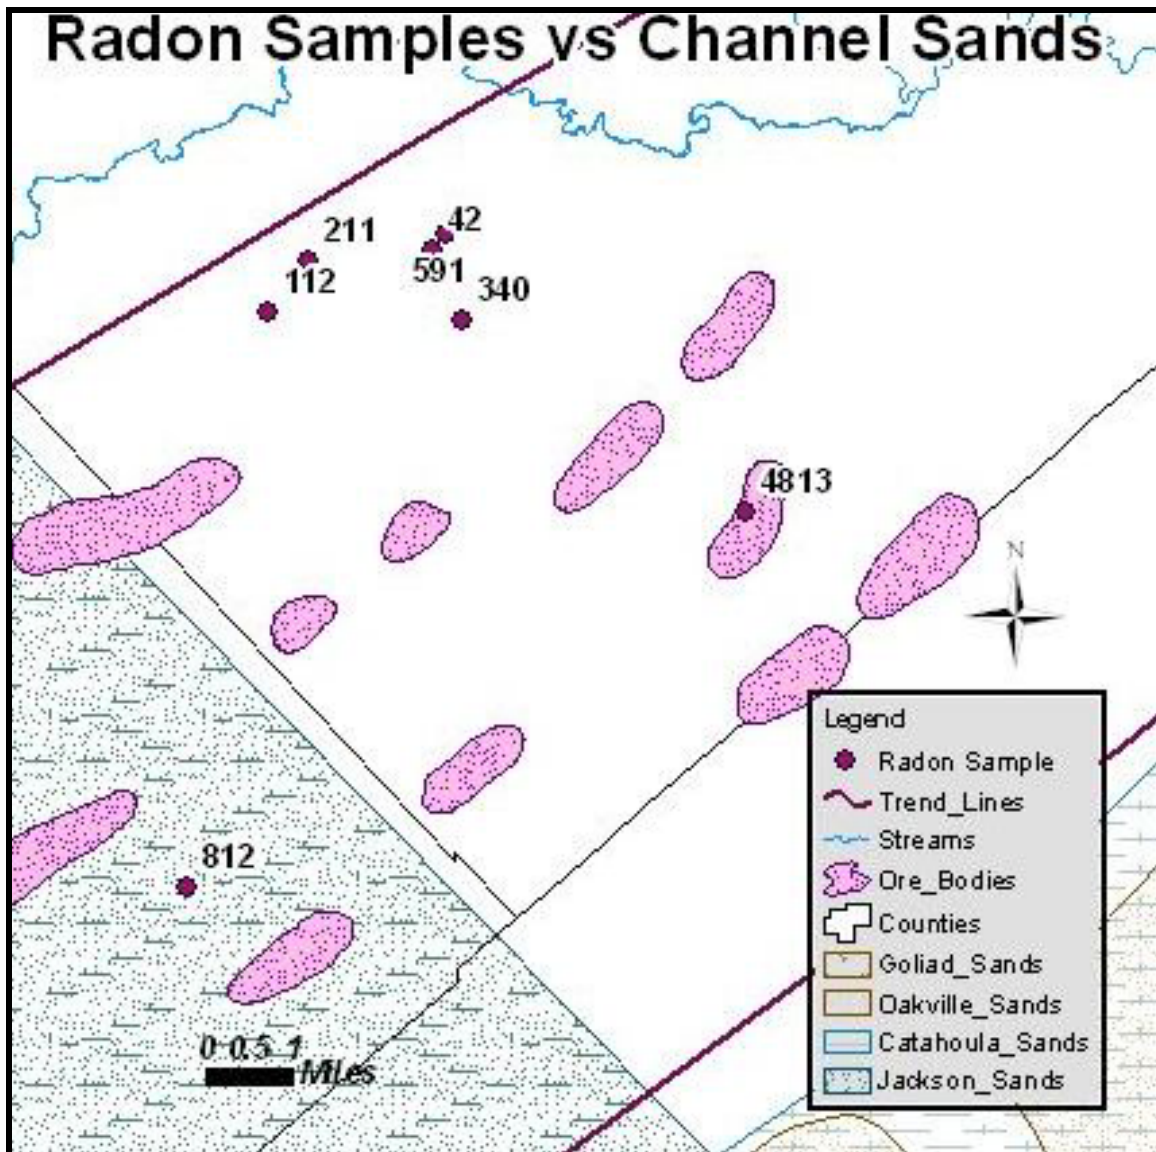 Radon Samples vs Channel Sands
42
211
591
112
340
4813
N
Legend
Radon Sample
Trend_Lines
Streams
Ore_Bodies
812
Counties
Goliad_Sands
Oakville_Sands
Catahoula_Sands
Jackson_Sands
0 0.5 1
Miles